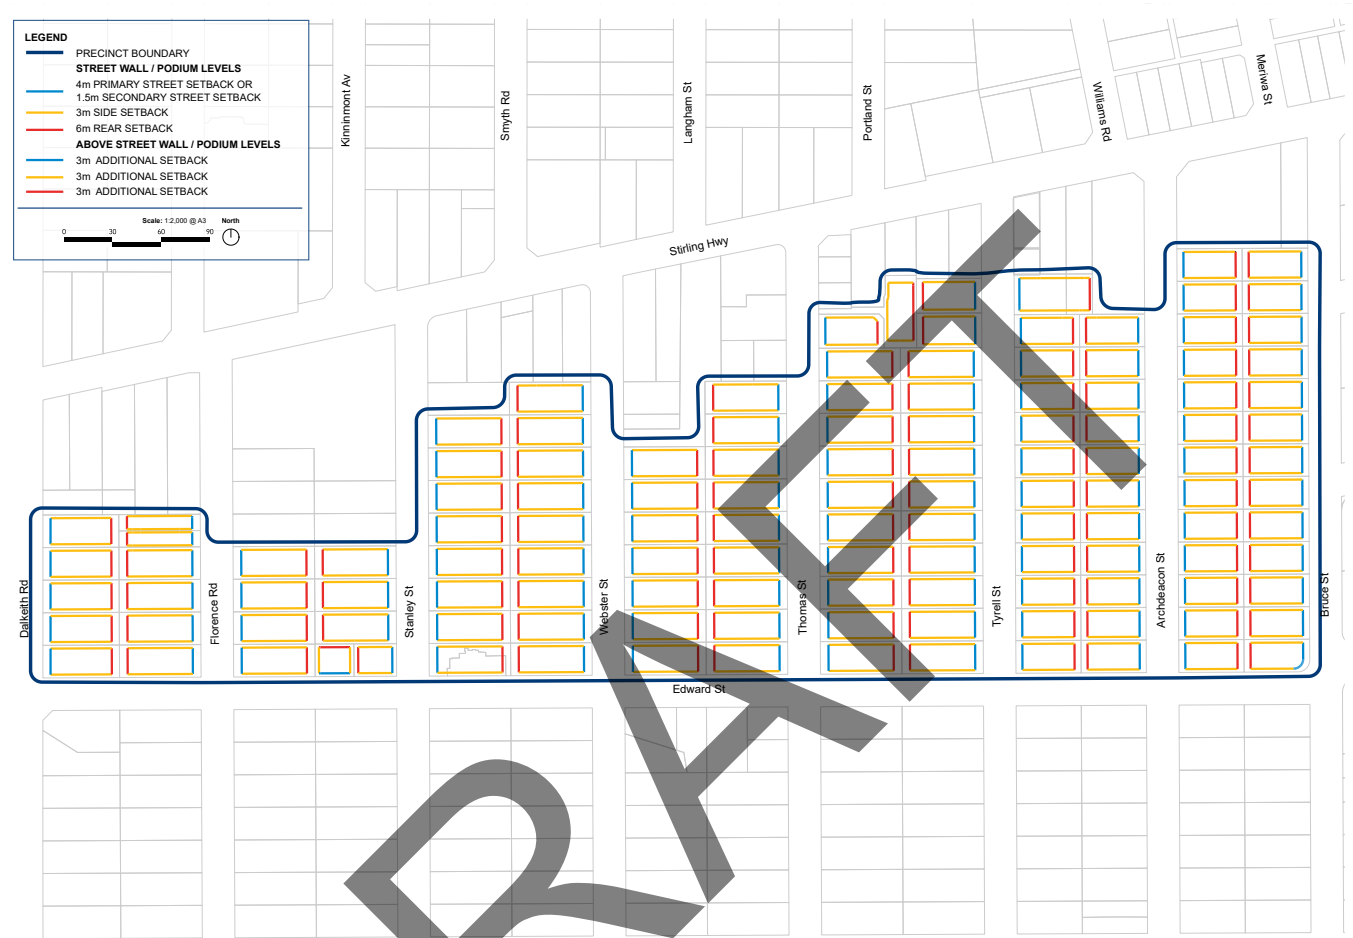 LEGEND
PRECINCT BOUNDARY
STREET WALL / PODIUM LEVELS
4m PRIMARY STREET SETBACK OR
1.5m SECONDARY STREET SETBACK
3m SIDE SETBACK
6m REAR SETBACK
ABOVE STREET WALL / PODIUM LEVELS
3m ADDITIONAL SETBACK
3m ADDITIONAL SETBACK
3m ADDITIONAL SETBACK
Scale: 1:2,000 @ A3 North
0 30 60 90
Kinninmont Av
Smyth Rd
Langham St
Portland St
Williams Rd
Meriwa St
Stirling Hwy
Dalkeith Rd
Florence Rd
Stanley St
Webster St
Thomas St
Tyrell St
Archdeacon St
Bruce St
Edward St
RAFT